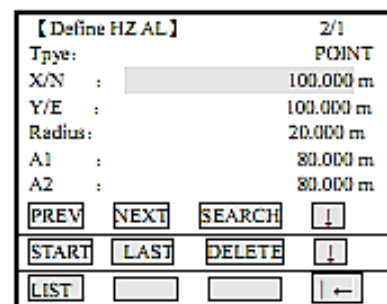 【Define HZ AL】 2/1
Tpye: POINT
X/N : 100.000 m
Y/E : 100.000 m
Radius: 20.000 m
A1 : 80.000 m
A2 : 80.000 m
PREV NEXT SEARCH ↓
START LAST DELETE ↓
LIST |←